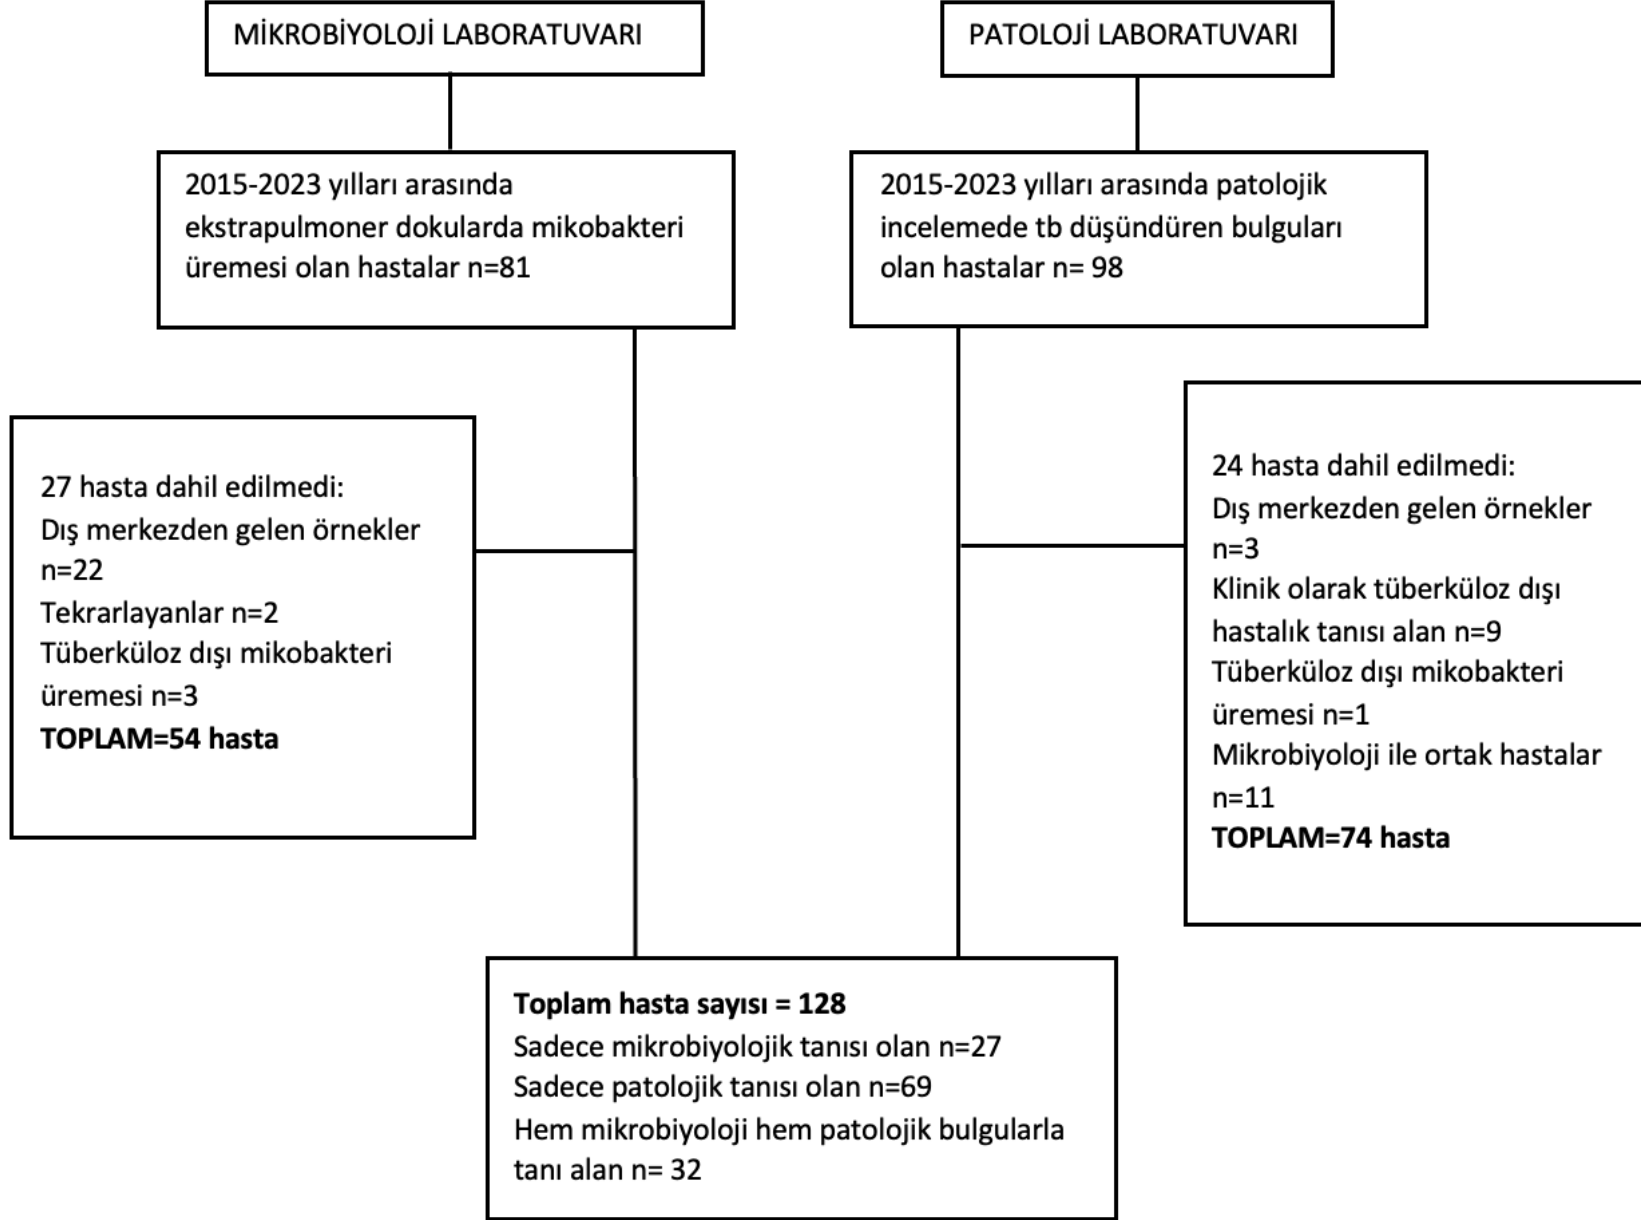 MİKROBİYOLOJİ LABORATUVARI
PATOLOJİ LABORATUVARI
2015-2023 yılları arasında
ekstrapulmoner dokularda mikobakteri
üremesi olan hastalar n=81
2015-2023 yılları arasında patolojik
incelemede tb düşündüren bulguları
olan hastalar n= 98
27 hasta dahil edilmedi:
Dış merkezden gelen örnekler
n=22
Tekrarlayanlar n=2
Tüberküloz dışı mikobakteri
üremesi n=3
TOPLAM=54 hasta
24 hasta dahil edilmedi:
Dış merkezden gelen örnekler
n=3
Klinik olarak tüberküloz dışı
hastalık tanısı alan n=9
Tüberküloz dışı mikobakteri
üremesi n=1
Mikrobiyoloji ile ortak hastalar
n=11
TOPLAM=74 hasta
Toplam hasta sayısı = 128
Sadece mikrobiyolojik tanısı olan n=27
Sadece patolojik tanısı olan n=69
Hem mikrobiyoloji hem patolojik bulgularla
tanı alan n= 32